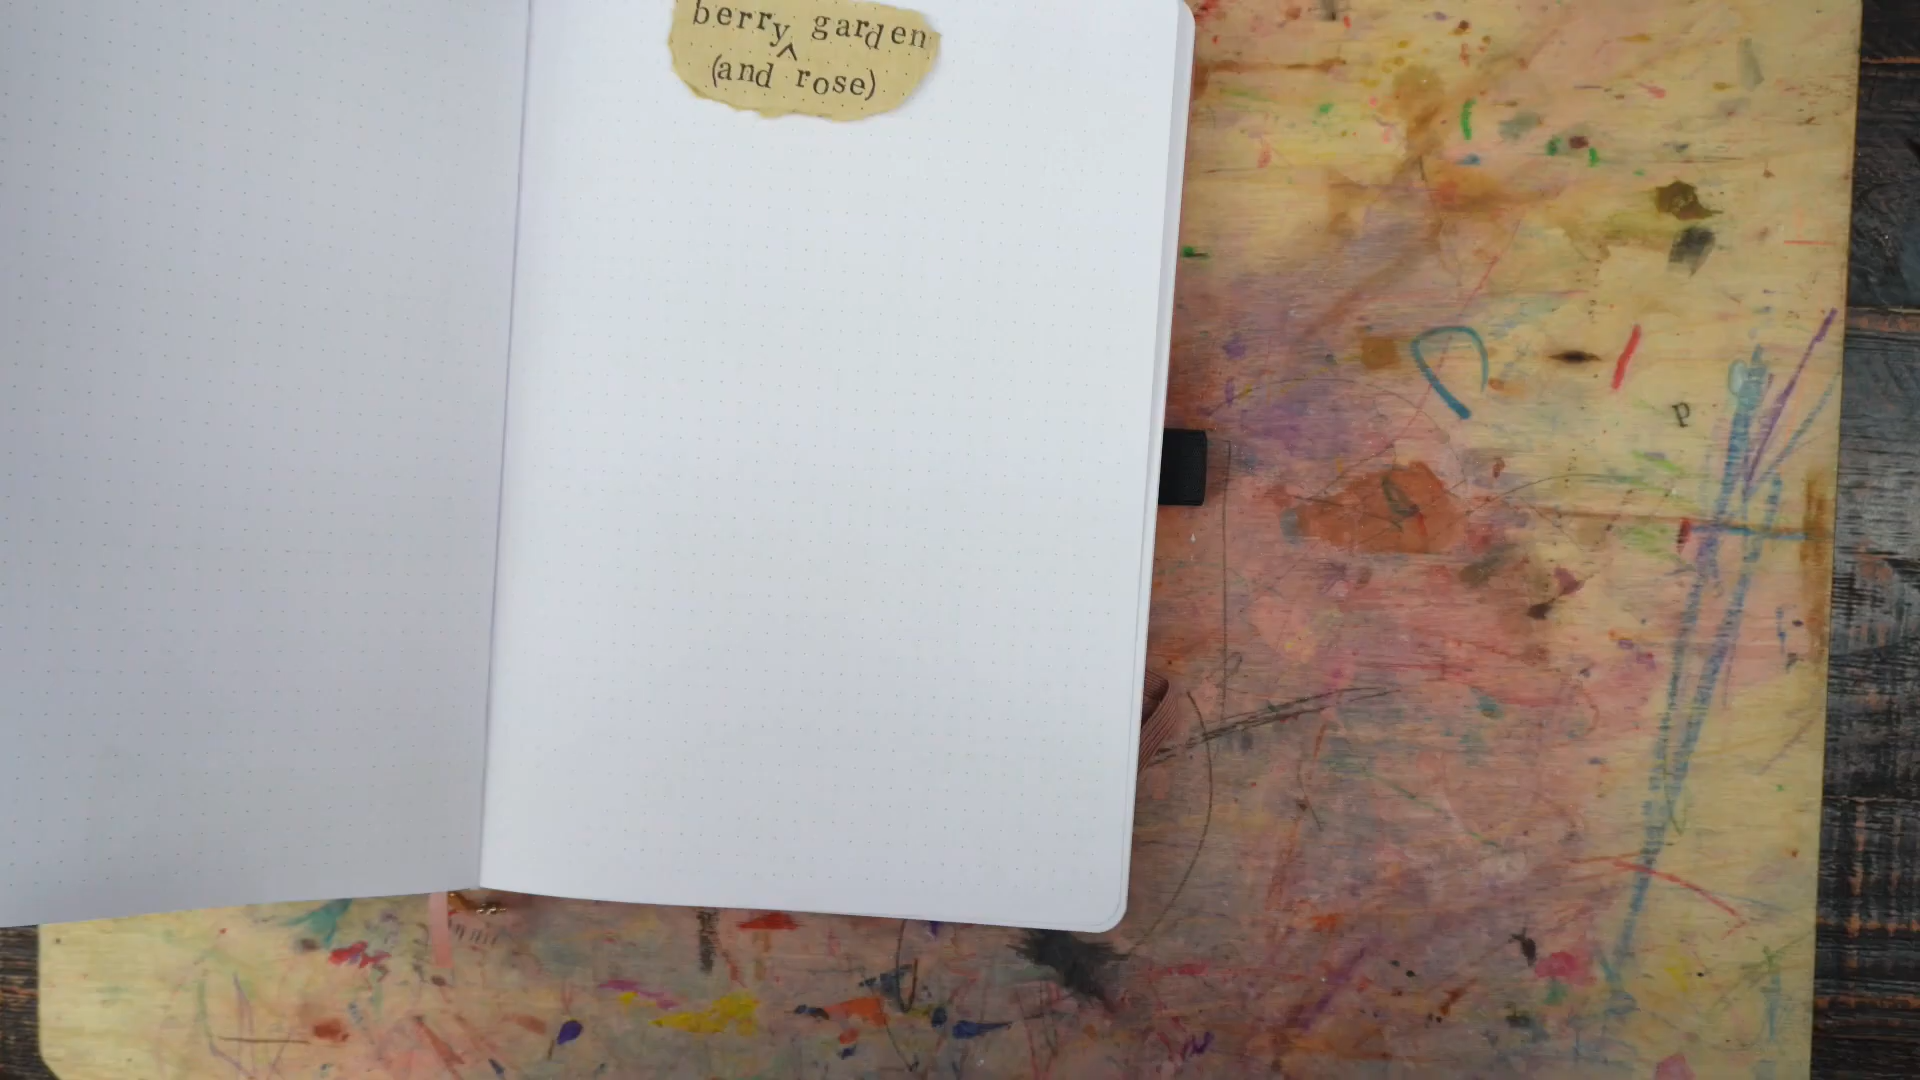 berry ^ garden
(and rose)
p